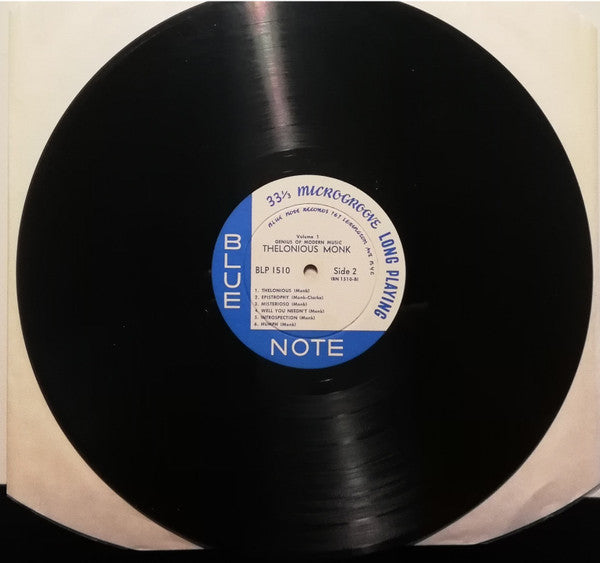 33⅓ MICROGROOVE LONG PLAYING
BLUE NOTE RECORDS 767 LEXINGTON AVE NYC
Volume 1
GENIUS OF MODERN MUSIC
THELONIOUS MONK
BLP 1510 Side 2
(BN 1510-B)
1. THELONIOUS (Monk)
2. EPISTROPHY (Monk-Clarke)
3. MISTERIOSO (Monk)
4. WELL YOU NEEDN'T (Monk)
5. INTROSPECTION (Monk)
6. HUMPH (Monk)
BLUE
NOTE